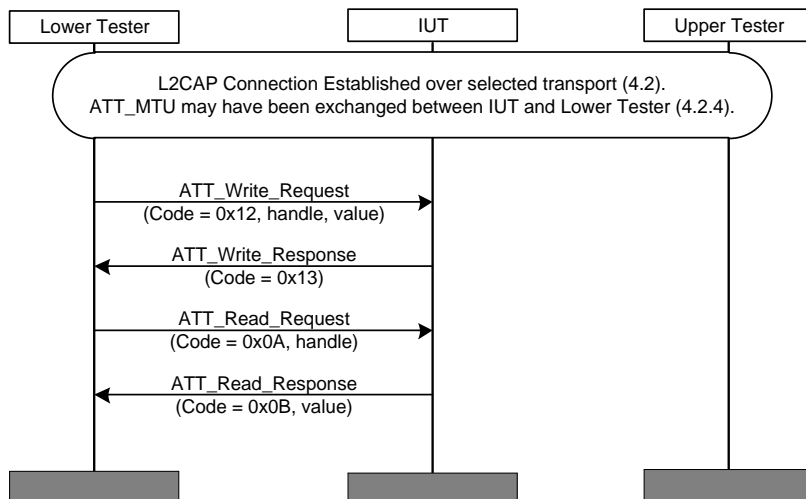 Lower Tester
IUT
Upper Tester
L2CAP Connection Established over selected transport (4.2).
ATT_MTU may have been exchanged between IUT and Lower Tester (4.2.4).
ATT_Write_Request
(Code = 0x12, handle, value)
ATT_Write_Response
(Code = 0x13)
ATT_Read_Request
(Code = 0x0A, handle)
ATT_Read_Response
(Code = 0x0B, value)